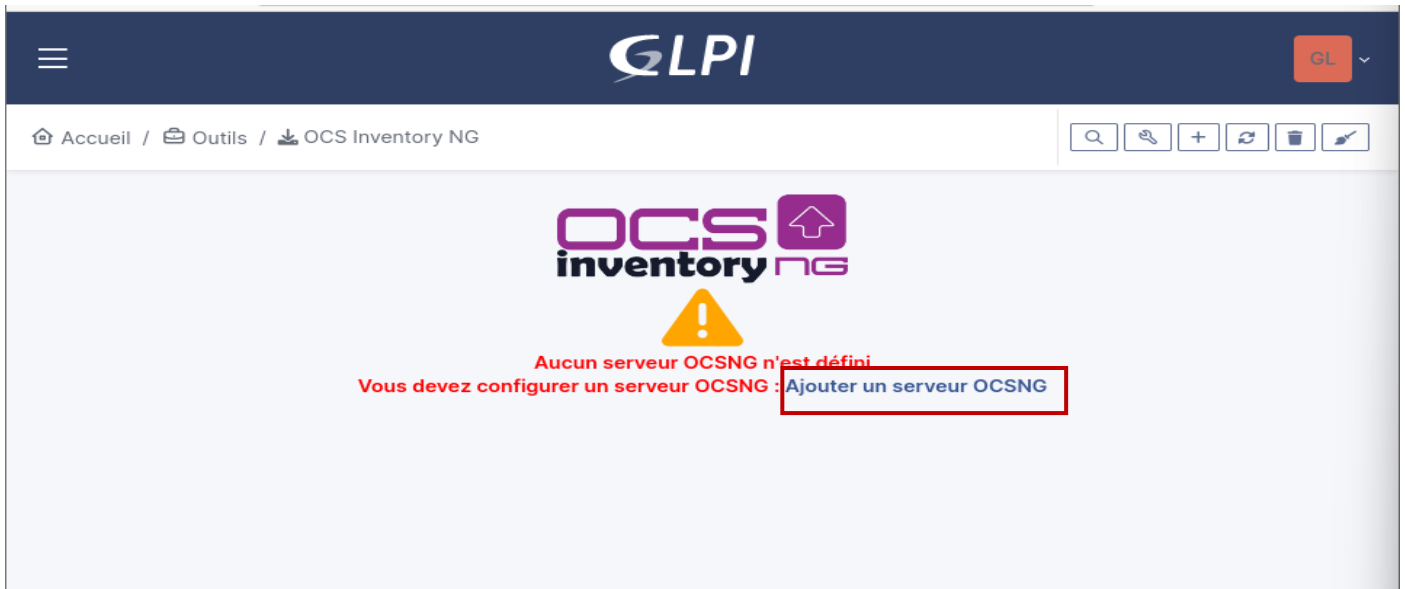 GLPI
GL
Accueil / Outils / OCS Inventory NG
OCS
inventory NG
Aucun serveur OCSNG n'est défini
Vous devez configurer un serveur OCSNG : Ajouter un serveur OCSNG